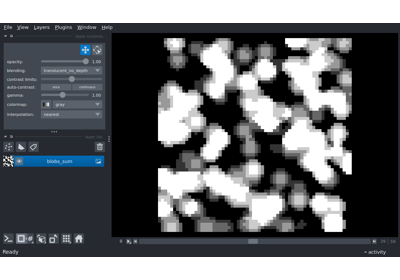 File View Layers Plugins Window Help
opacity: 1.00
blending: translucent_no_depth
contrast limits:
auto-contrast: once continuous
gamma: 1.00
colormap: gray
interpolation: nearest
blobs_sum
Ready
activity